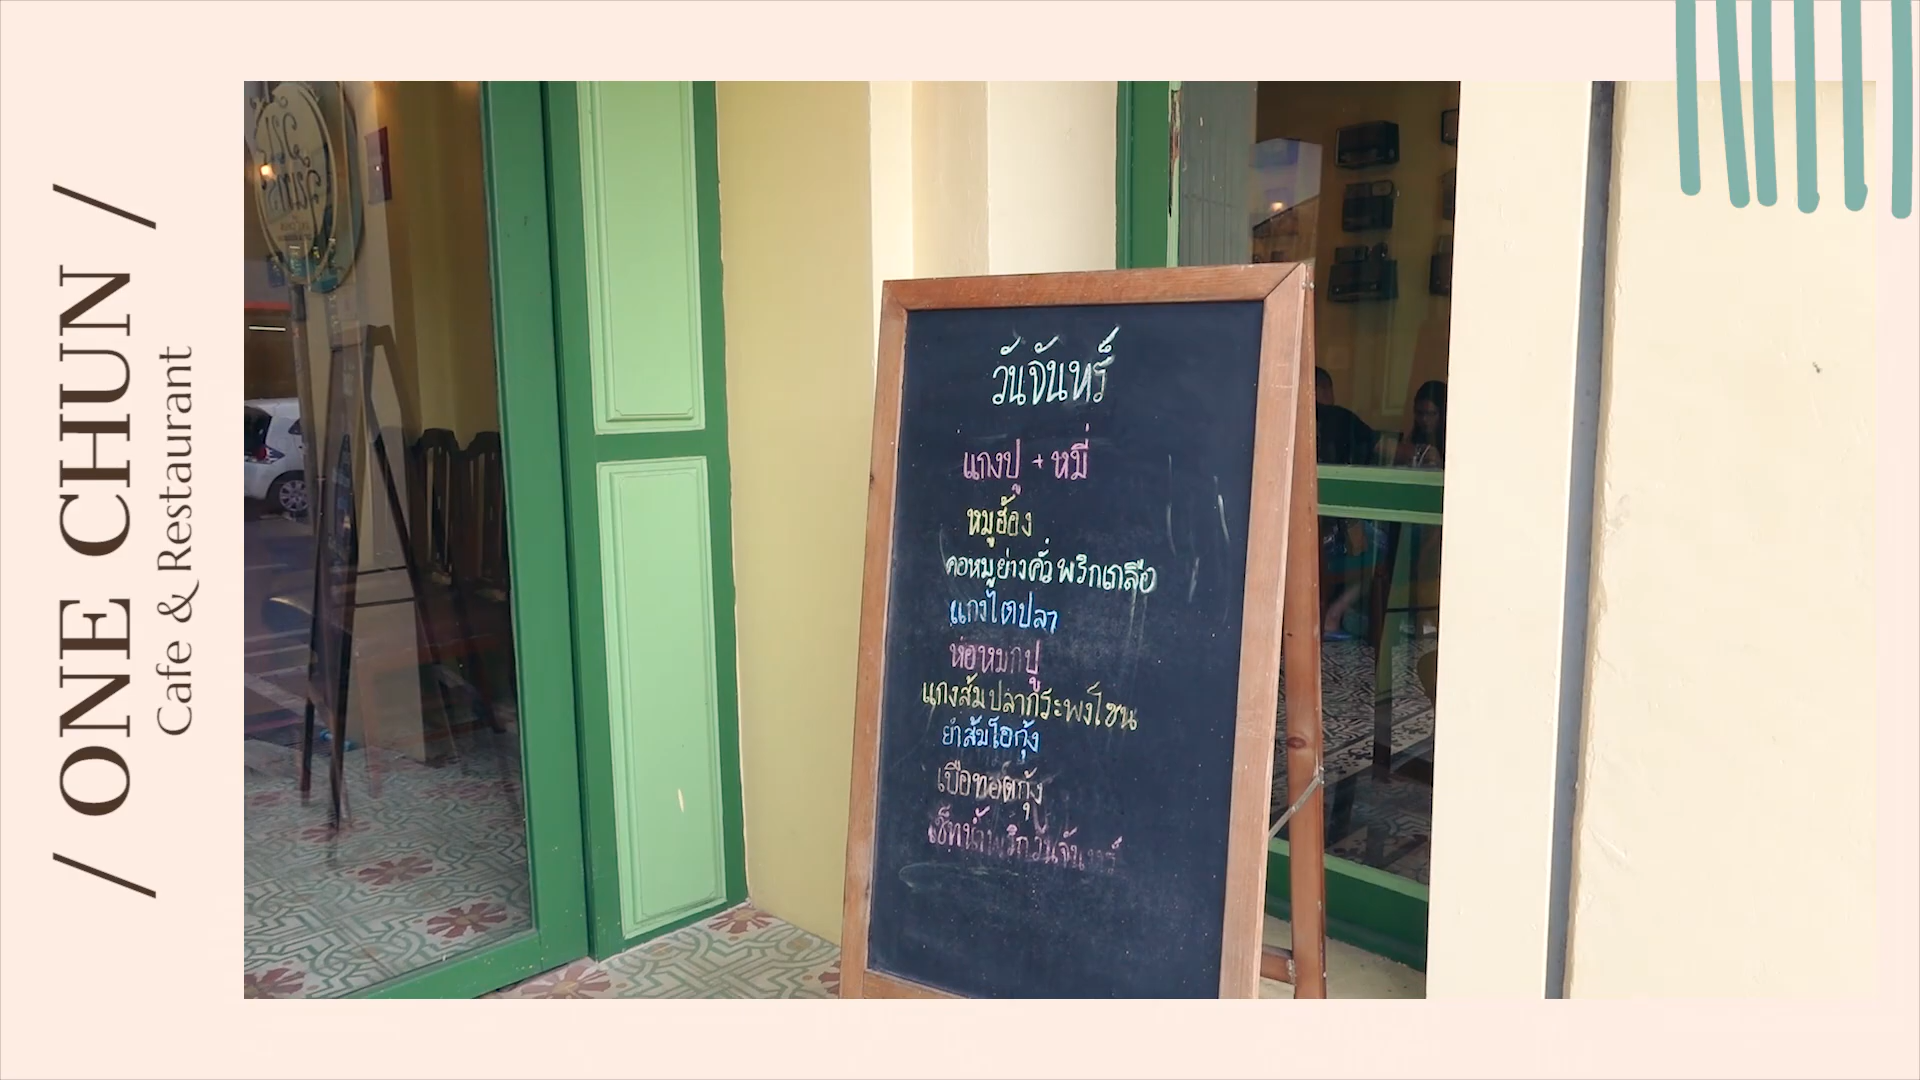 / ONE CHUN /
Cafe & Restaurant
วันจันทร์
แกงปู + หมี่
หมูฮ้อง
คอหมูย่างคั่วพริกเกลือ
แกงไตปลา
ห่อหมกปู
แกงส้มปลากระพงโชน
ยำส้มโอกุ้ง
เบือทอดกุ้ง
เซ็ทน้ำพริกวันจันทร์